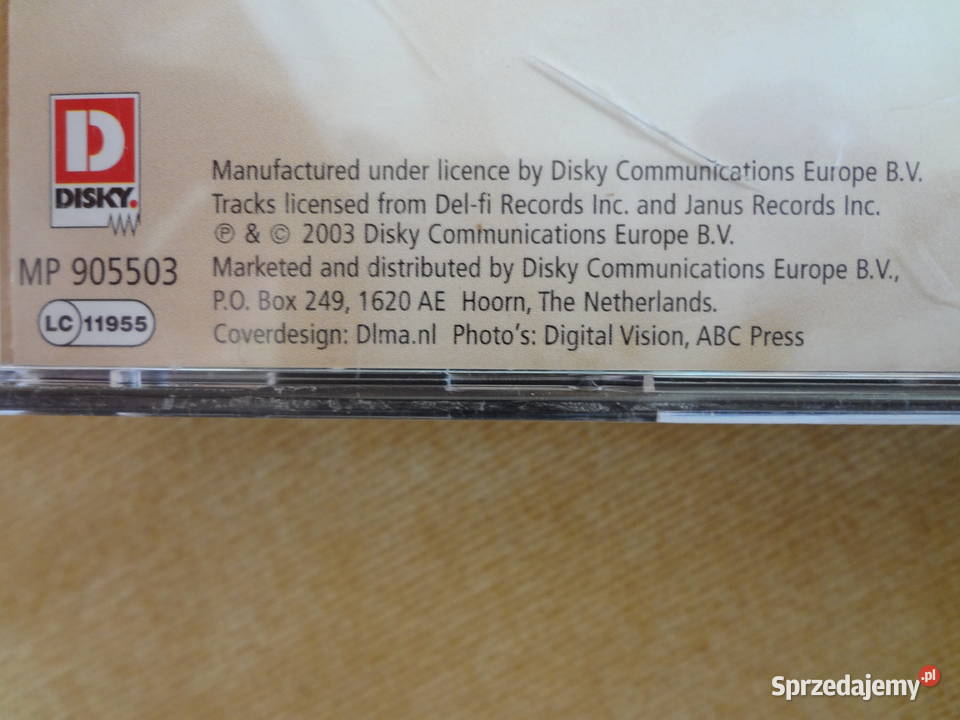 D
DISKY.
MP 905503
LC 11955
Manufactured under licence by Disky Communications Europe B.V.
Tracks licensed from Del-fi Records Inc. and Janus Records Inc.
℗ & © 2003 Disky Communications Europe B.V.
Marketed and distributed by Disky Communications Europe B.V.,
P.O. Box 249, 1620 AE Hoorn, The Netherlands.
Coverdesign: Dlma.nl Photo's: Digital Vision, ABC Press
Sprzedajemy.pl